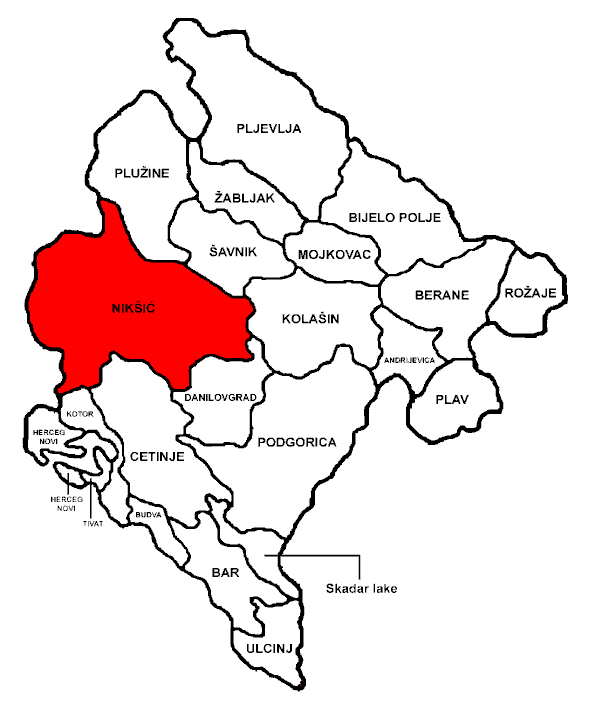 PLJEVLJA
PLUŽINE
ŽABLJAK
BIJELO POLJE
ŠAVNIK
MOJKOVAC
BERANE
ROŽAJE
NIKŠIĆ
KOLAŠIN
ANDRIJEVICA
DANILOVGRAD
PLAV
KOTOR
HERCEG
NOVI
CETINJE
PODGORICA
HERCEG
NOVI
TIVAT
BUDVA
BAR
Skadar lake
ULCINJ